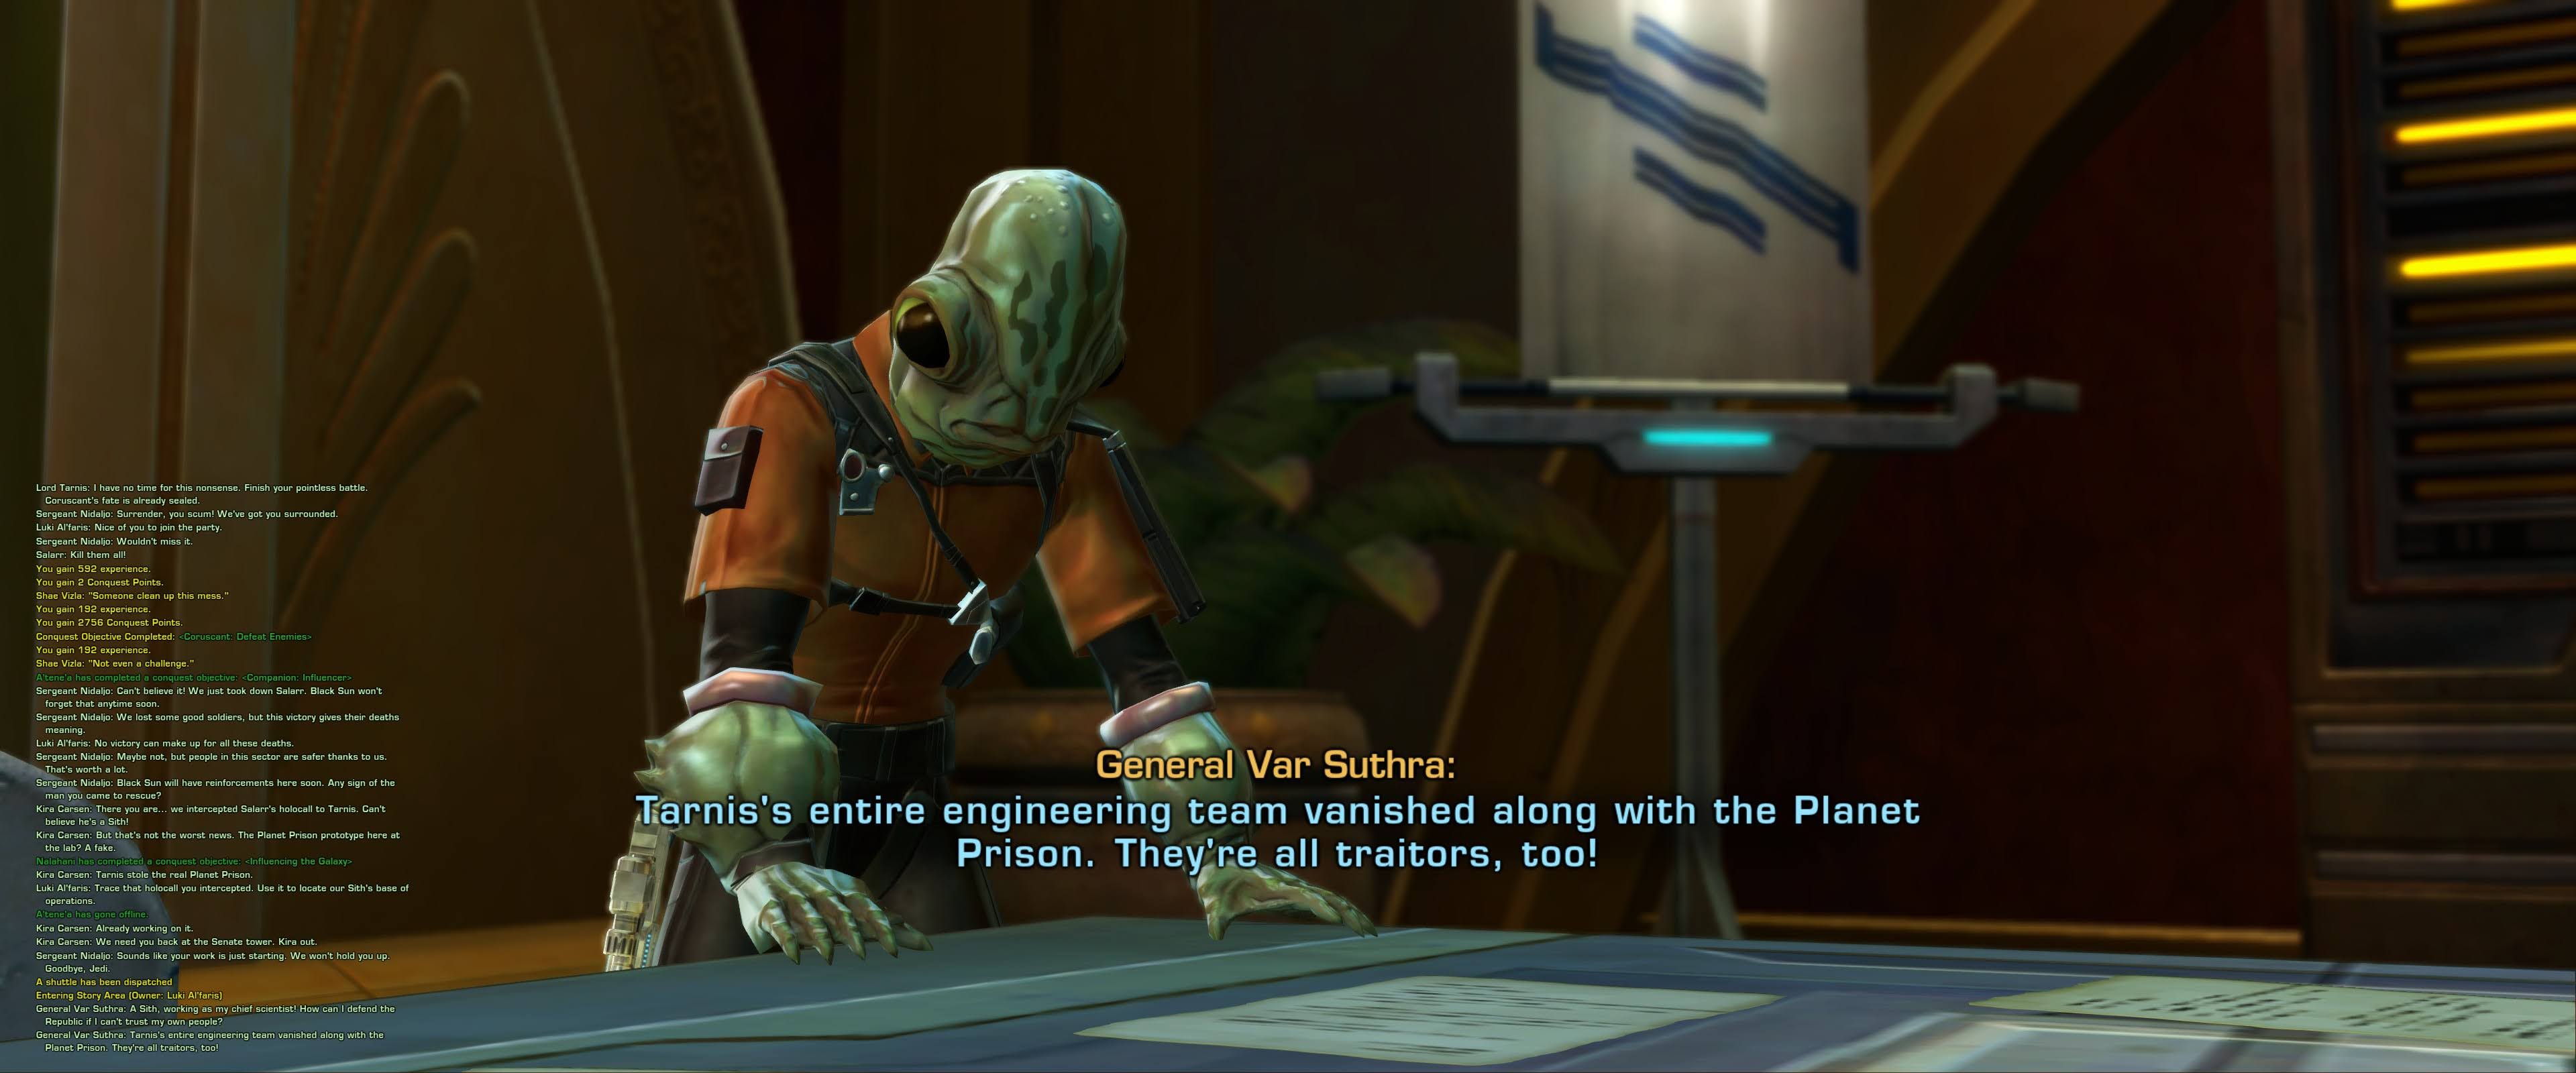 Lord Tarnis: I have no time for this nonsense. Finish your pointless battle.
Coruscant's fate is already sealed.
Sergeant Nidaljo: Surrender, you scum! We've got you surrounded.
Luki Al'faris: Nice of you to join the party.
Sergeant Nidaljo: Wouldn't miss it.
Salarr: Kill them all!
You gain 592 experience.
You gain 2 Conquest Points.
Shae Vizla: "Someone clean up this mess."
You gain 192 experience.
You gain 2756 Conquest Points.
Conquest Objective Completed: <Coruscant: Defeat Enemies>
You gain 192 experience.
Shae Vizla: "Not even a challenge."
A'tene'a has completed a conquest objective: <Companion: Influencer>
Sergeant Nidaljo: Can't believe it! We just took down Salarr. Black Sun won't
forget that anytime soon.
Sergeant Nidaljo: We lost some good soldiers, but this victory gives their deaths
meaning.
Luki Al'faris: No victory can make up for all these deaths.
Sergeant Nidaljo: Maybe not, but people in this sector are safer thanks to us.
That's worth a lot.
Sergeant Nidaljo: Black Sun will have reinforcements here soon. Any sign of the
man you came to rescue?
Kira Carsen: There you are... we intercepted Salarr's holocall to Tarnis. Can't
believe he's a Sith!
Kira Carsen: But that's not the worst news. The Planet Prison prototype here at
the lab? A fake.
Nalahani has completed a conquest objective: <Influencing the Galaxy>
Kira Carsen: Tarnis stole the real Planet Prison.
Luki Al'faris: Trace that holocall you intercepted. Use it to locate our Sith's base of
operations.
A'tene'a has gone offline.
Kira Carsen: Already working on it.
Kira Carsen: We need you back at the Senate tower. Kira out.
Sergeant Nidaljo: Sounds like your work is just starting. We won't hold you up.
Goodbye, Jedi.
A shuttle has been dispatched
Entering Story Area (Owner: Luki Al'faris)
General Var Suthra: A Sith, working as my chief scientist! How can I defend the
Republic if I can't trust my own people?
General Var Suthra: Tarnis's entire engineering team vanished along with the
Planet Prison. They're all traitors, too!
General Var Suthra:
Tarnis's entire engineering team vanished along with the Planet
Prison. They're all traitors, too!